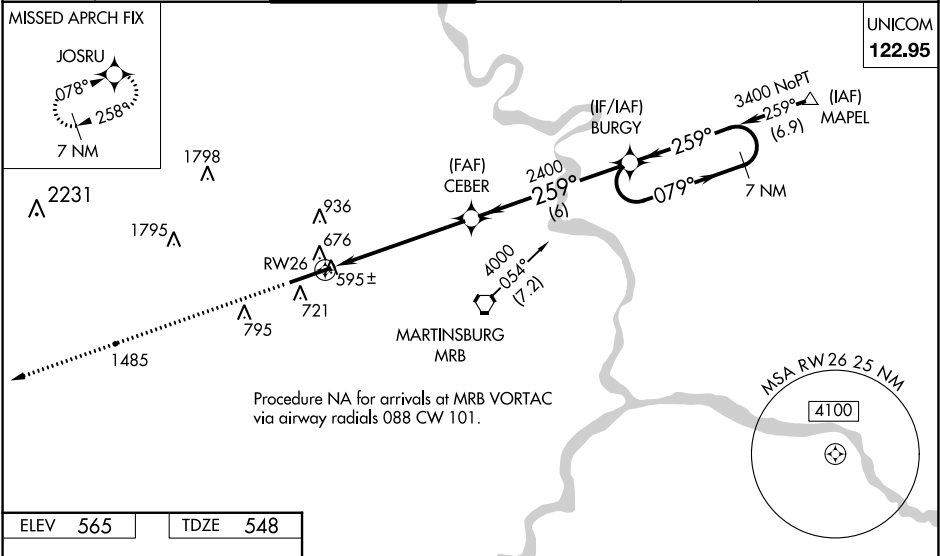 MISSED APRCH FIX
JOSRU
078°
258°
7 NM
UNICOM
122.95
3400 NoPT
259°
(6.9)
(IAF)
MAPEL
(IF/IAF)
BURGY
259°
079°
7 NM
(FAF)
CEBER
2400
259°
(6)
1798
2231
1795
936
676
RW26
595±
721
795
1485
4000
054°
(7.2)
MARTINSBURG
MRB
Procedure NA for arrivals at MRB VORTAC
via airway radials 088 CW 101.
MSA RW26 25 NM
4100
ELEV 565
TDZE 548